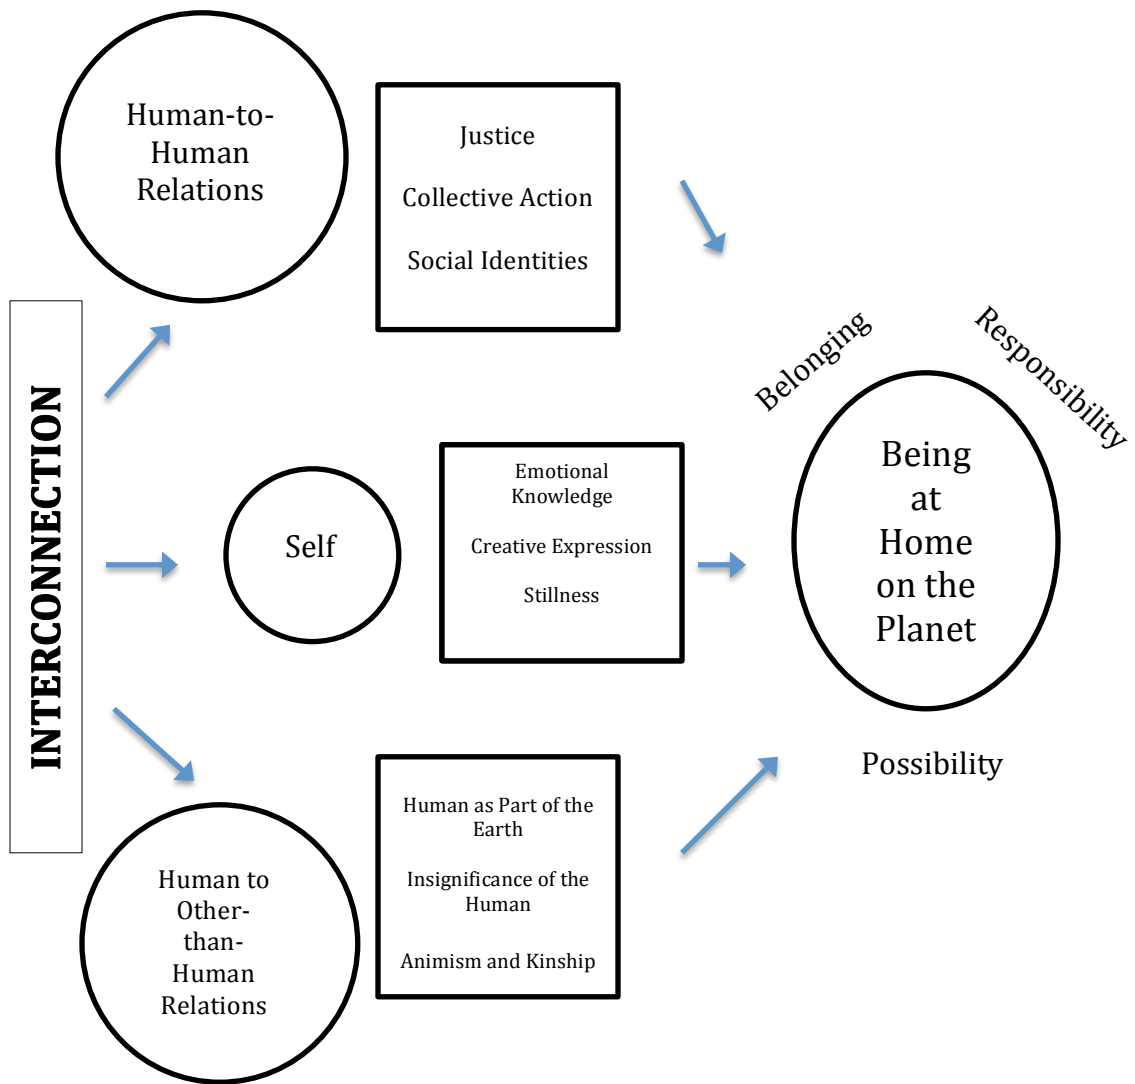 INTERCONNECTION
Human-to-
Human
Relations
Justice
Collective Action
Social Identities
Self
Emotional
Knowledge
Creative Expression
Stillness
Human to
Other-
than-
Human
Relations
Human as Part of the
Earth
Insignificance of the
Human
Animism and Kinship
Belonging
Responsibility
Being
at
Home
on the
Planet
Possibility